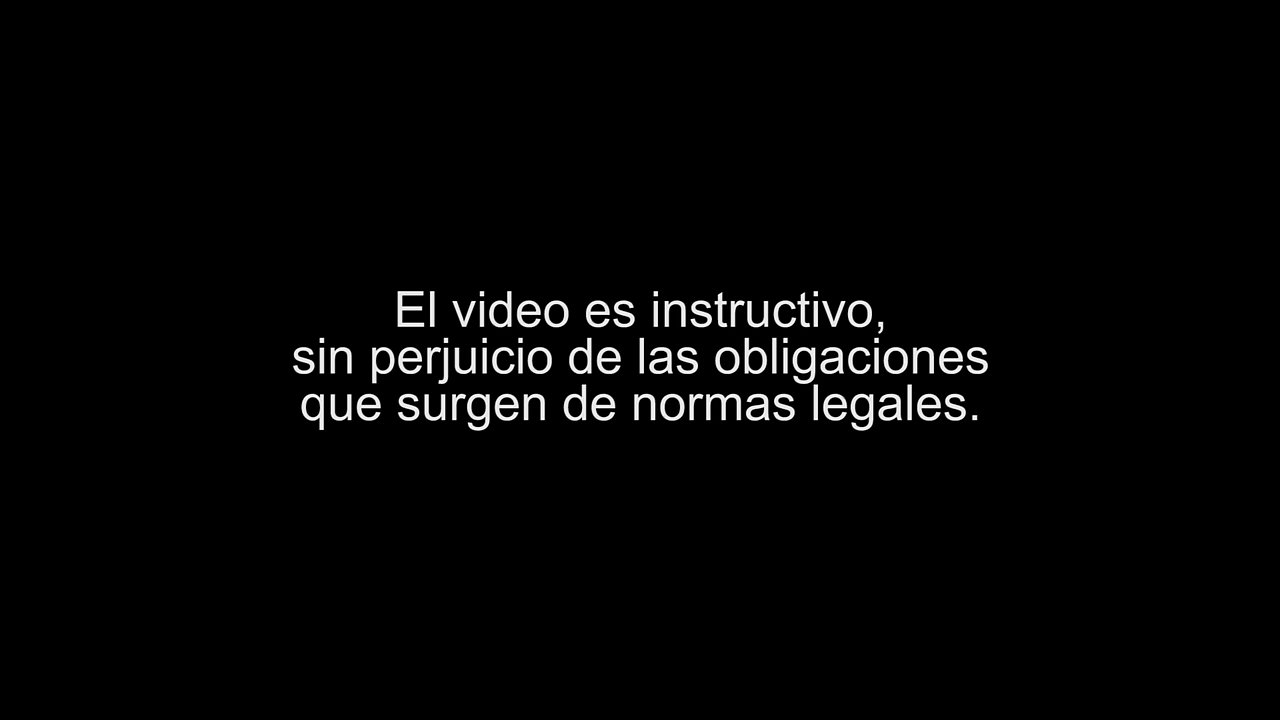 El video es instructivo,
sin perjuicio de las obligaciones
que surgen de normas legales.